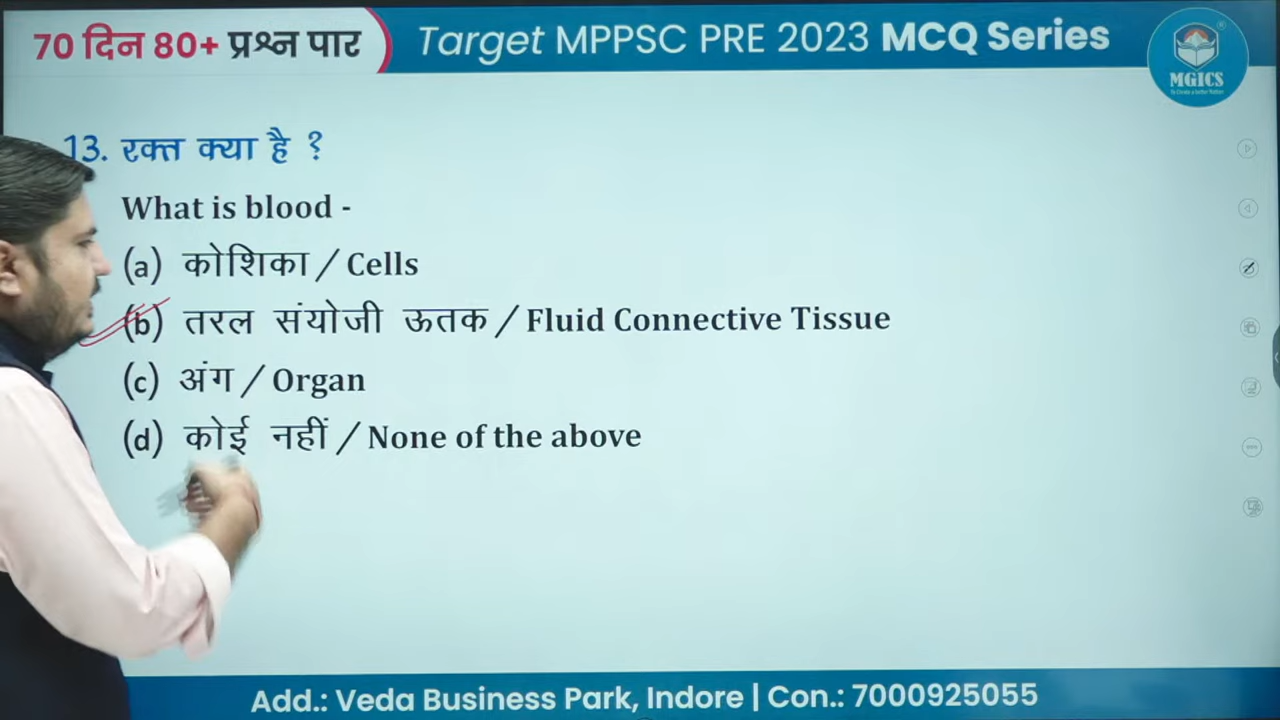 70 दिन 80+ प्रश्न पार
Target MPPSC PRE 2023 MCQ Series
MGICS
13. रक्त क्या है ?
What is blood -
(a) कोशिका / Cells
(b) तरल संयोजी ऊतक / Fluid Connective Tissue
(c) अंग / Organ
(d) कोई नहीं / None of the above
Add.: Veda Business Park, Indore | Con.: 7000925055